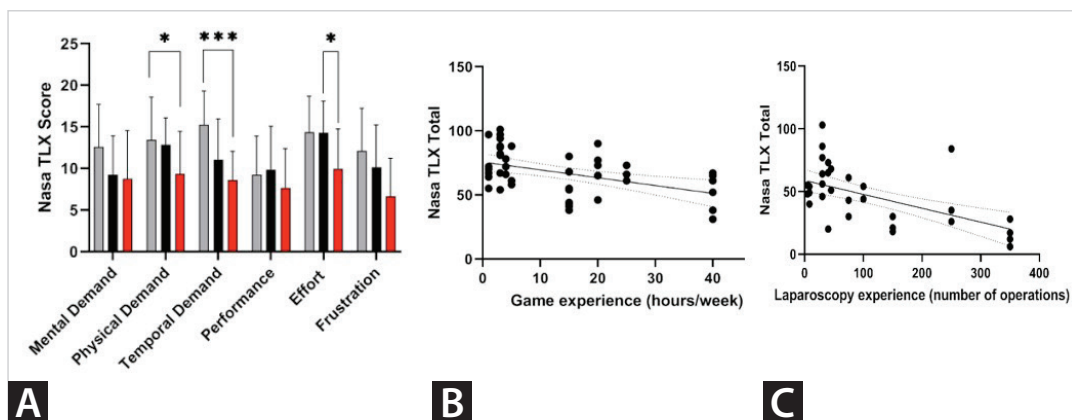 * *** *
25
20
15
10
5
0
Nasa TLX Score
Mental Demand
Physical Demand
Temporal Demand
Performance
Effort
Frustration
A
150
100
50
0
Nasa TLX Total
0 10 20 30 40
Game experience (hours/week)
B
150
100
50
0
Nasa TLX Total
0 100 200 300 400
Laparoscopy experience (number of operations)
C